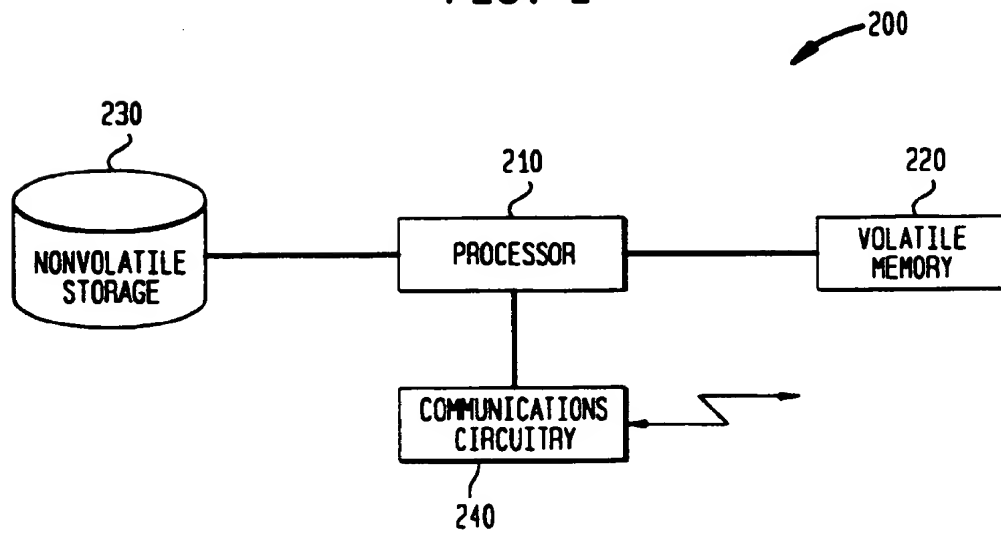 200
230
210
220
NONVOLATILE
STORAGE
PROCESSOR
VOLATILE
MEMORY
COMMUNICATIONS
CIRCUITRY
240